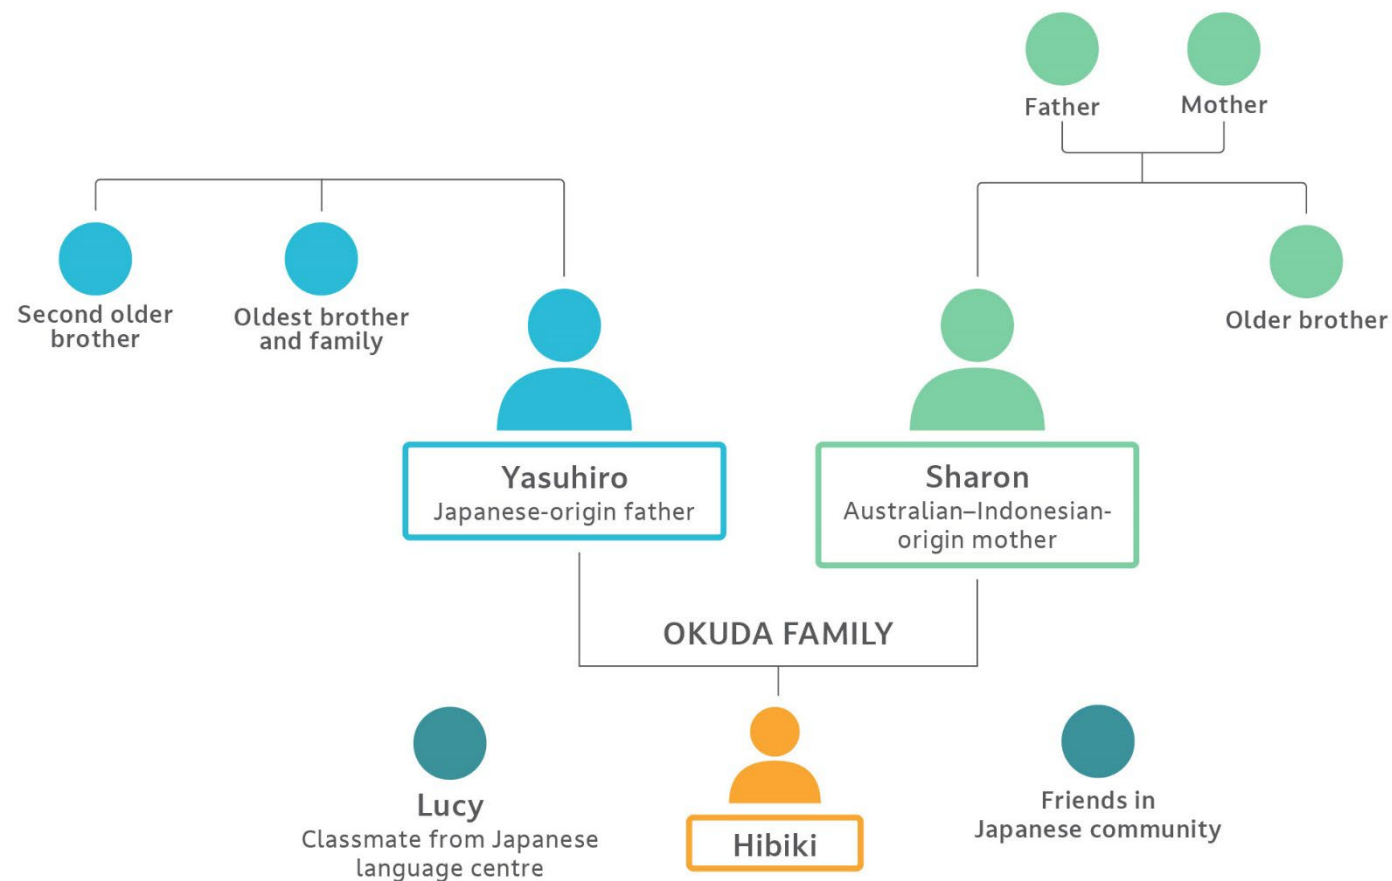 Father
Mother
Second older
brother
Oldest brother
and family
Older brother
Yasuhiro
Japanese-origin father
Sharon
Australian–Indonesian-
origin mother
OKUDA FAMILY
Lucy
Classmate from Japanese
language centre
Hibiki
Friends in
Japanese community